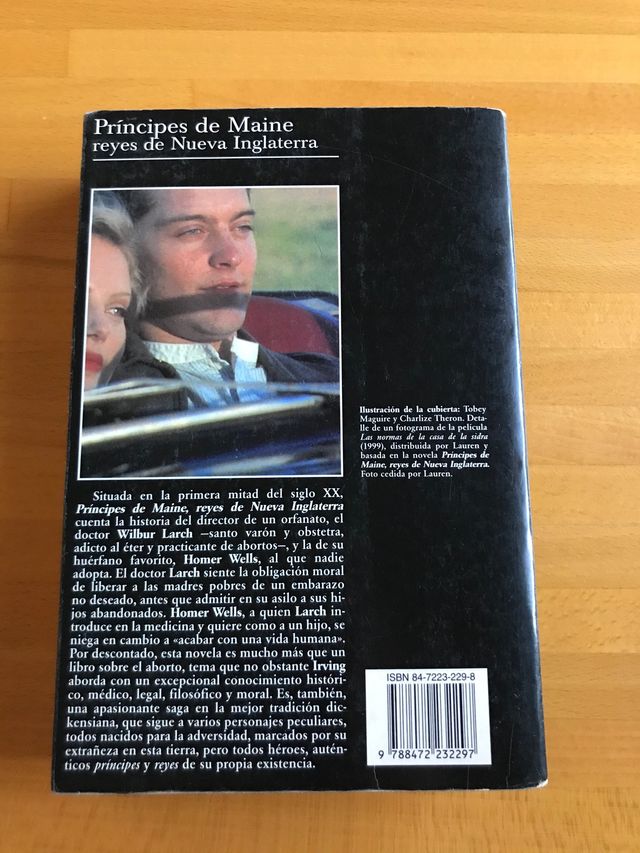 Príncipes de Maine
reyes de Nueva Inglaterra
Ilustración de la cubierta: Tobey
Maguire y Charlize Theron. Deta-
lle de un fotograma de la película
Las normas de la casa de la sidra
(1999), distribuida por Lauren y
basada en la novela Príncipes de
Maine, reyes de Nueva Inglaterra.
Foto cedida por Lauren.
Situada en la primera mitad del siglo XX,
Príncipes de Maine, reyes de Nueva Inglaterra
cuenta la historia del director de un orfanato, el
doctor Wilbur Larch —santo varón y obstetra,
adicto al éter y practicante de abortos—, y la de su
huérfano favorito, Homer Wells, al que nadie
adopta. El doctor Larch siente la obligación moral
de liberar a las madres pobres de un embarazo
no deseado, antes que admitir en su asilo a sus hi-
jos abandonados. Homer Wells, a quien Larch in-
troduce en la medicina y quiere como a un hijo, se
niega en cambio a «acabar con una vida humana».
Por descontado, esta novela es mucho más que un
libro sobre el aborto, tema que no obstante Irving
aborda con un excepcional conocimiento históri-
co, médico, legal, filosófico y moral. Es, también,
una apasionante saga en la mejor tradición dic-
kensiana, que sigue a varios personajes peculiares,
todos nacidos para la adversidad, marcados por su
extrañeza en esta tierra, pero todos héroes, autén-
ticos príncipes y reyes de su propia existencia.
ISBN 84-7223-229-8
9 788472 232297